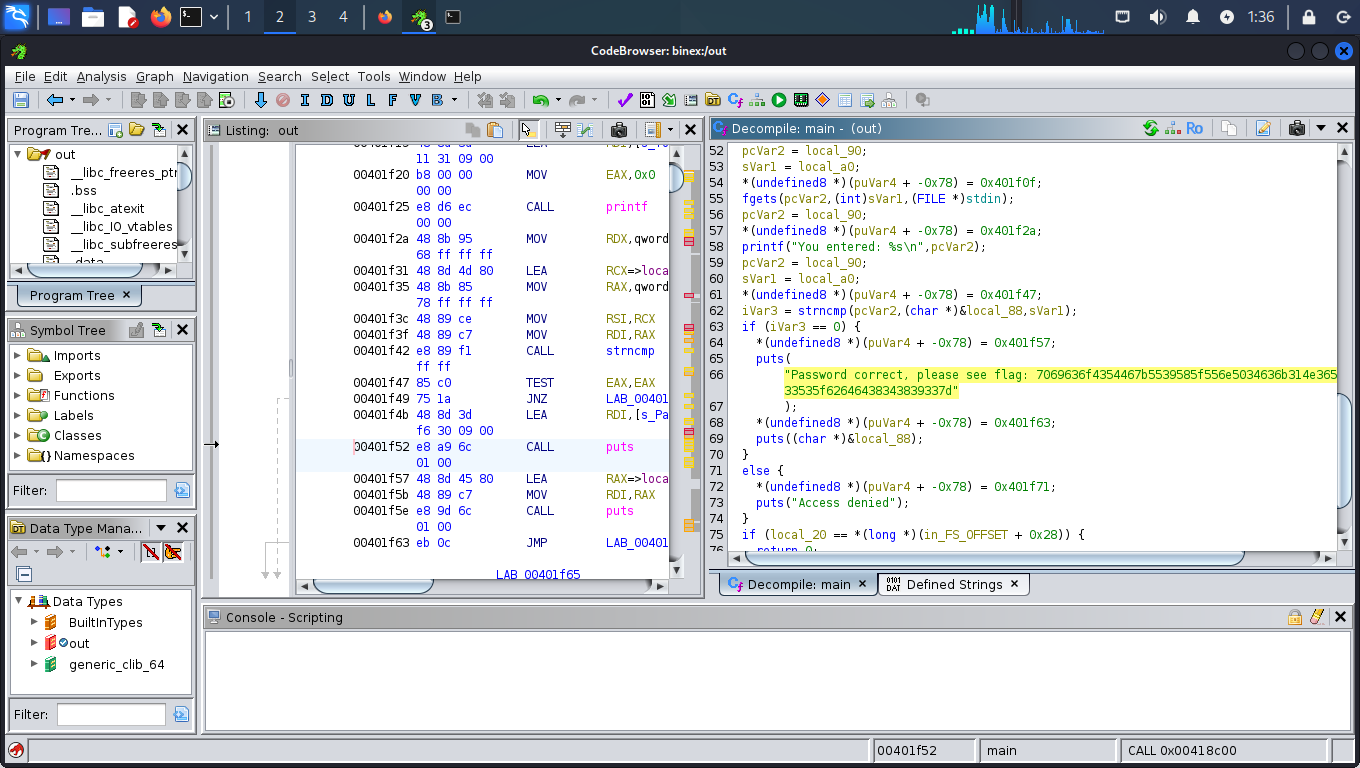 1 2 3 4 3 1:36
CodeBrowser: binex:/out
File Edit Analysis Graph Navigation Search Select Tools Window Help
I D U L F V B
Program Tre...
out
__libc_freeres_ptr
.bss
__libc_atexit
__libc_IO_vtables
__libc_subfreeres
.data
Program Tree
Symbol Tree
Imports
Exports
Functions
Labels
Classes
Namespaces
Filter:
Data Type Mana...
Data Types
BuiltInTypes
out
generic_clib_64
Filter:
Listing: out
11 31 09 00
00401f20 b8 00 00 MOV EAX,0x0
00 00
00401f25 e8 d6 ec CALL printf
00 00
00401f2a 48 8b 95 MOV RDX,qword
68 ff ff ff
00401f31 48 8d 4d 80 LEA RCX=>loca
00401f35 48 8b 85 MOV RAX,qword
78 ff ff ff
00401f3c 48 89 ce MOV RSI,RCX
00401f3f 48 89 c7 MOV RDI,RAX
00401f42 e8 89 f1 CALL strncmp
ff ff
00401f47 85 c0 TEST EAX,EAX
00401f49 75 1a JNZ LAB_00401
00401f4b 48 8d 3d LEA RDI,[s_Pa
f6 30 09 00
00401f52 e8 a9 6c CALL puts
01 00
00401f57 48 8d 45 80 LEA RAX=>loca
00401f5b 48 89 c7 MOV RDI,RAX
00401f5e e8 9d 6c CALL puts
01 00
00401f63 eb 0c JMP LAB_00401
LAB_00401f65
Decompile: main - (out)
Ro
52 pcVar2 = local_90;
53 sVar1 = local_a0;
54 *(undefined8 *)(puVar4 + -0x78) = 0x401f0f;
55 fgets(pcVar2,(int)sVar1,(FILE *)stdin);
56 pcVar2 = local_90;
57 *(undefined8 *)(puVar4 + -0x78) = 0x401f2a;
58 printf("You entered: %s\n",pcVar2);
59 pcVar2 = local_90;
60 sVar1 = local_a0;
61 *(undefined8 *)(puVar4 + -0x78) = 0x401f47;
62 iVar3 = strncmp(pcVar2,(char *)&local_88,sVar1);
63 if (iVar3 == 0) {
64 *(undefined8 *)(puVar4 + -0x78) = 0x401f57;
65 puts(
66 "Password correct, please see flag: 7069636f4354467b5539585f556e5034636b314e365
33535f62646438343839337d"
67 );
68 *(undefined8 *)(puVar4 + -0x78) = 0x401f63;
69 puts((char *)&local_88);
70 }
71 else {
72 *(undefined8 *)(puVar4 + -0x78) = 0x401f71;
73 puts("Access denied");
74 }
75 if (local_20 == *(long *)(in_FS_OFFSET + 0x28)) {
76 return 0;
Decompile: main
Defined Strings
Console - Scripting
00401f52 main CALL 0x00418c00